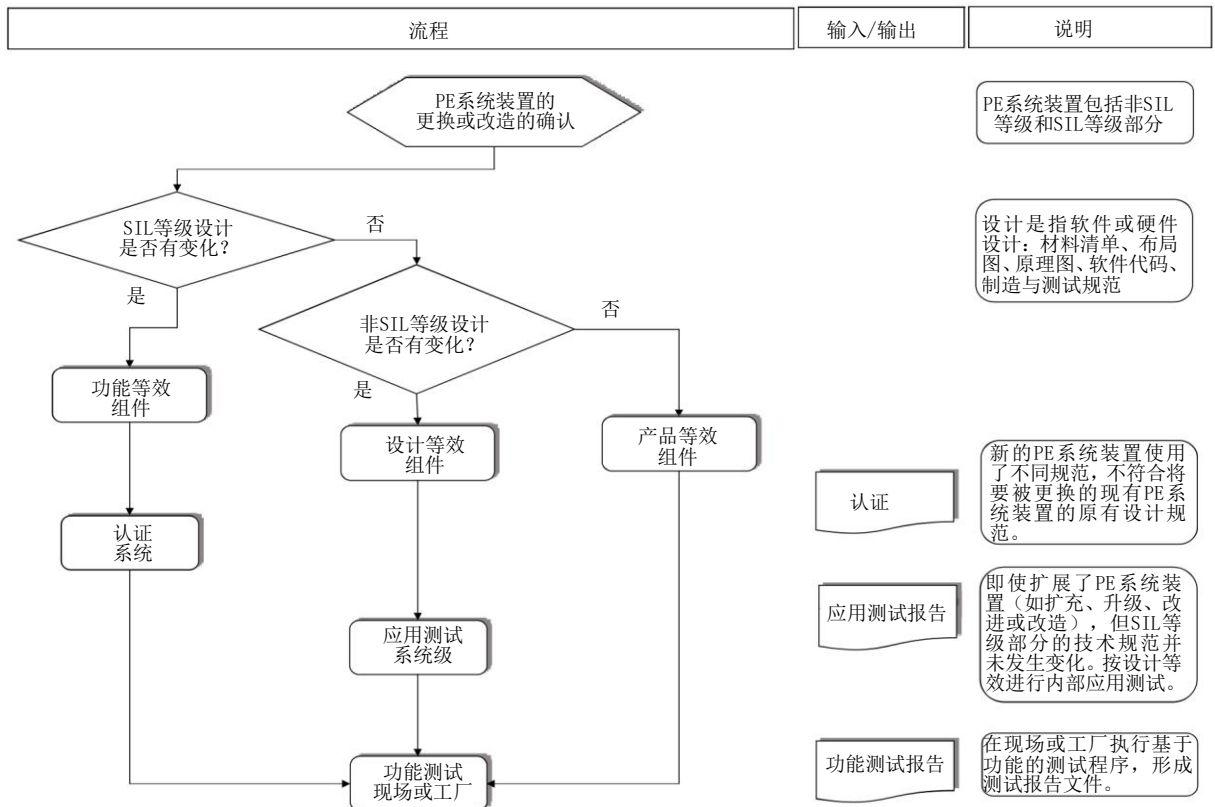 流程
输入/输出
说明
PE系统装置的
更换或改造的确认
PE系统装置包括非SIL
等级和SIL等级部分
SIL等级设计
是否有变化？
否
是
设计是指软件或硬件
设计：材料清单、布局
图、原理图、软件代码、
制造与测试规范
非SIL等级设计
是否有变化？
否
是
功能等效
组件
设计等效
组件
产品等效
组件
认证
系统
认证
新的PE系统装置使用
了不同规范，不符合将
要被更换的现有PE系
统装置的原有设计规
范。
应用测试
系统级
应用测试报告
即使扩展了PE系统装
置（如扩充、升级、改
进或改造），但SIL等
级部分的技术规范并
未发生变化。按设计等
效进行内部应用测试。
功能测试
现场或工厂
功能测试报告
在现场或工厂执行基于
功能的测试程序，形成
测试报告文件。